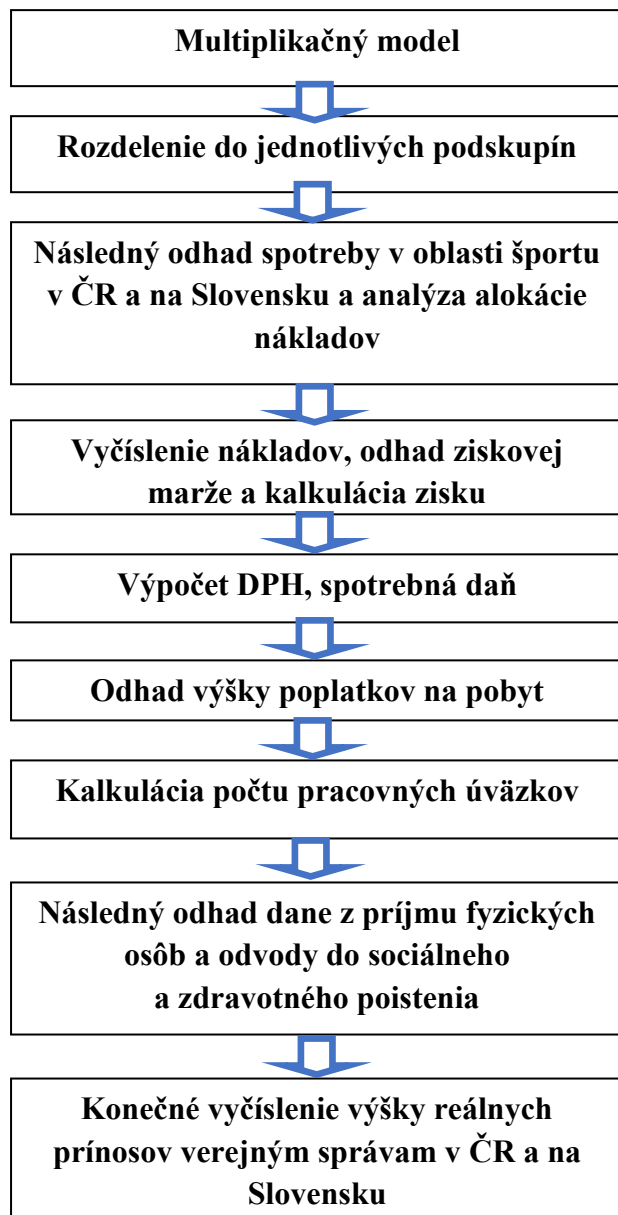 Multiplikačný model
Rozdelenie do jednotlivých podskupín
Následný odhad spotreby v oblasti športu
v ČR a na Slovensku a analýza alokácie
nákladov
Vyčíslenie nákladov, odhad ziskovej
marže a kalkulácia zisku
Výpočet DPH, spotrebná daň
Odhad výšky poplatkov na pobyt
Kalkulácia počtu pracovných úväzkov
Následný odhad dane z príjmu fyzických
osôb a odvody do sociálneho
a zdravotného poistenia
Konečné vyčíslenie výšky reálnych
prínosov verejným správam v ČR a na
Slovensku